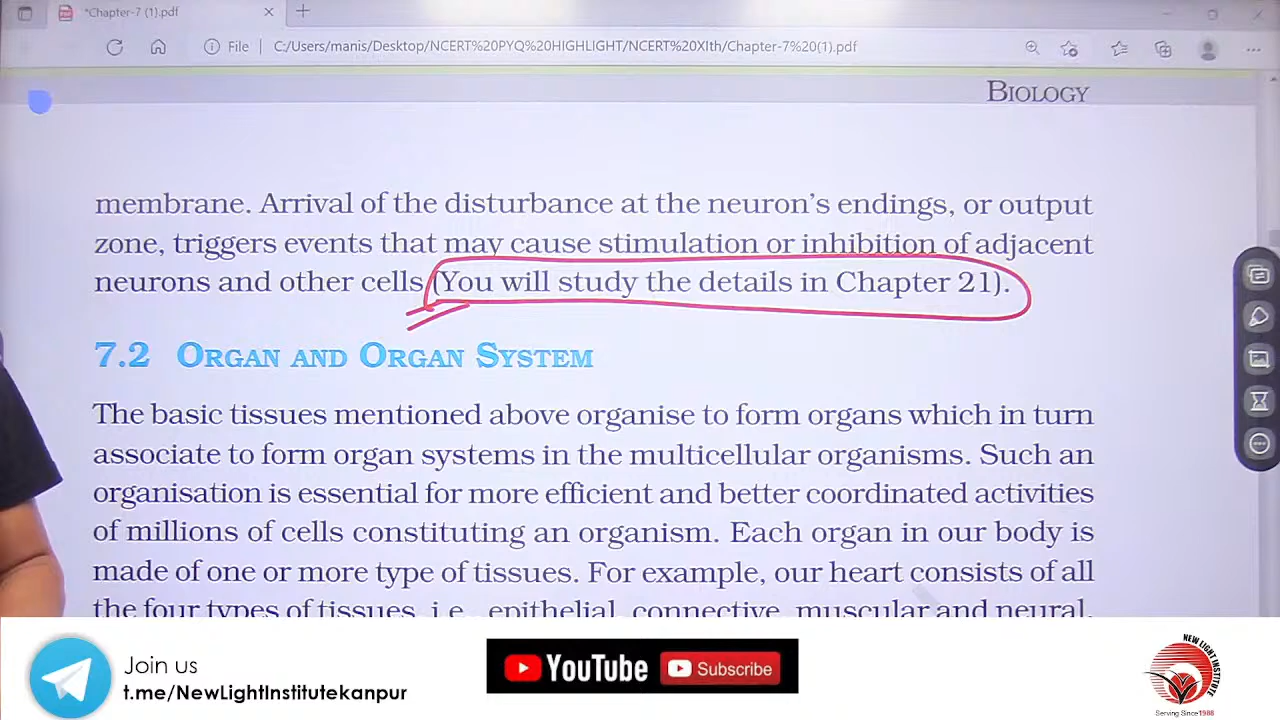 *Chapter-7 (1).pdf
File
C:/Users/manis/Desktop/NCERT%20PYQ%20HIGHLIGHT/NCERT%20XIth/Chapter-7%20(1).pdf
BIOLOGY
membrane. Arrival of the disturbance at the neuron's endings, or output
zone, triggers events that may cause stimulation or inhibition of adjacent
neurons and other cells (You will study the details in Chapter 21).
7.2 ORGAN AND ORGAN SYSTEM
The basic tissues mentioned above organise to form organs which in turn
associate to form organ systems in the multicellular organisms. Such an
organisation is essential for more efficient and better coordinated activities
of millions of cells constituting an organism. Each organ in our body is
made of one or more type of tissues. For example, our heart consists of all
the four types of tissues, i.e., epithelial, connective, muscular and neural.
Join us
t.me/NewLightInstitutekanpur
YouTube
Subscribe
NEW LIGHT INSTITUTE
Serving Since1988